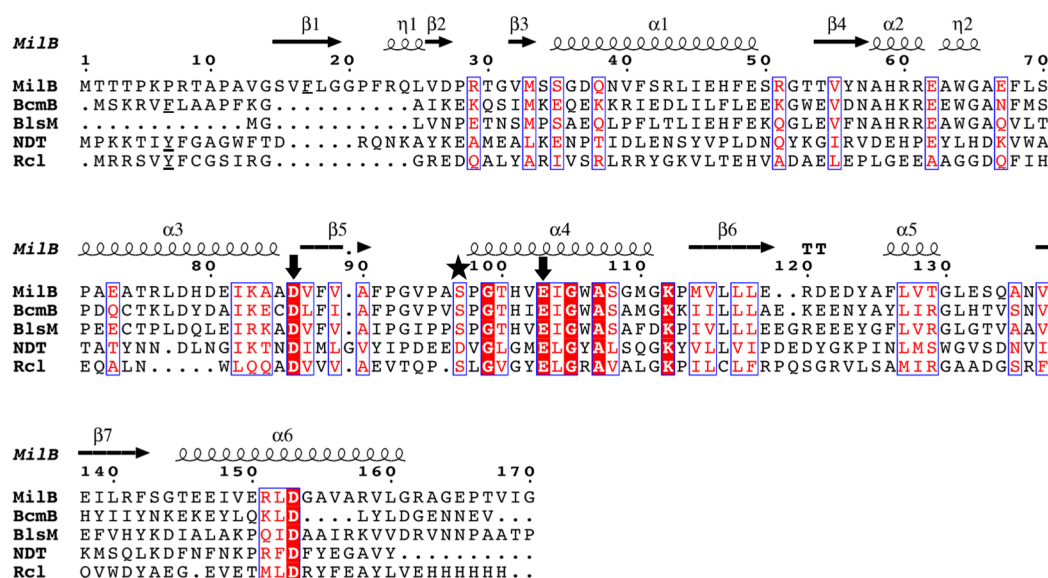 β1 η1 β2 β3 α1 β4 α2 η2
MilB
1 10 20 30 40 50 60 70
MilB MTTTPKPRTAPAVGSVFLGGPFRQLVDPRTGVMSSGDQNVFSRLIEHFESRGTTVYNAHRREAWGAEFLS
BcmB .MSKRVFLAAPFKG..........AIKEKQSIMKEQEKKRIEFLLEKGWEDVLNAHKREAWNEKFMS
BlsM ............MG..........LVNPETNSMPSAEQLPFLTLIEHFEKQGLEVFNAHRREAWGAQVLT
NDT MPKKTIYFGAGWFTD......RQNKAYKEAMEALKENPTIDLENSYVPLDNQYKGIRVDEHPEYLHDKVWA
Rcl .MRRSVYFCGSIRG..........GREDQALYARIVSRLRRYGKVLTEHVADAELEPLGEEAAGGDQFIH
α3 β5 α4 β6 TT α5
MilB
80 90 100 110 120 130
MilB PAEATRLDHDEIKAADVFV.AFPGVPASPGTHVEIGWASGMGKPMVLLLE..RDEDYAFLVTGLESQANV
BcmB PDQCTKLDYDAIKECDLFI.AFPGVPVSPGTHIEIGWASAMGKKIILLLAE.KEENYAYLIRGLHTVSNV
BlsM PEECTPLDQLEIRKADVFV.AIPGIPPSPGTHVEIGWASAFDKPIVLLLEEGREEEYGFLVRGLGTVAAV
NDT TATYNN.DLNGIKTNDIMLGVYIPDEEDVGLGMELGYALSQGKYVLLVIPDEDYGKPINLMSWGVSDNVI
Rcl EQALN.....WLQQADVVV.AEVTQP.SLGVGYELGRAVALGKPILCLFRPQSGRVLSAMIRGAADGSRF
β7 α6
MilB
140 150 160 170
MilB EILRFSGTEEIVERLDGAVARVLGRAGEPTVIG
BcmB HYIIYNKEKEYLQKLD....LYLDGENNEV...
BlsM EFVHYKDIALAKPQIDAAIRKVVDRVNNPAATP
NDT KMSQLKDFNFNKPRFDFYEGAVY..........
Rcl QVWDYAEG.EVETMLDRYFEAYLVEHHHHHH..